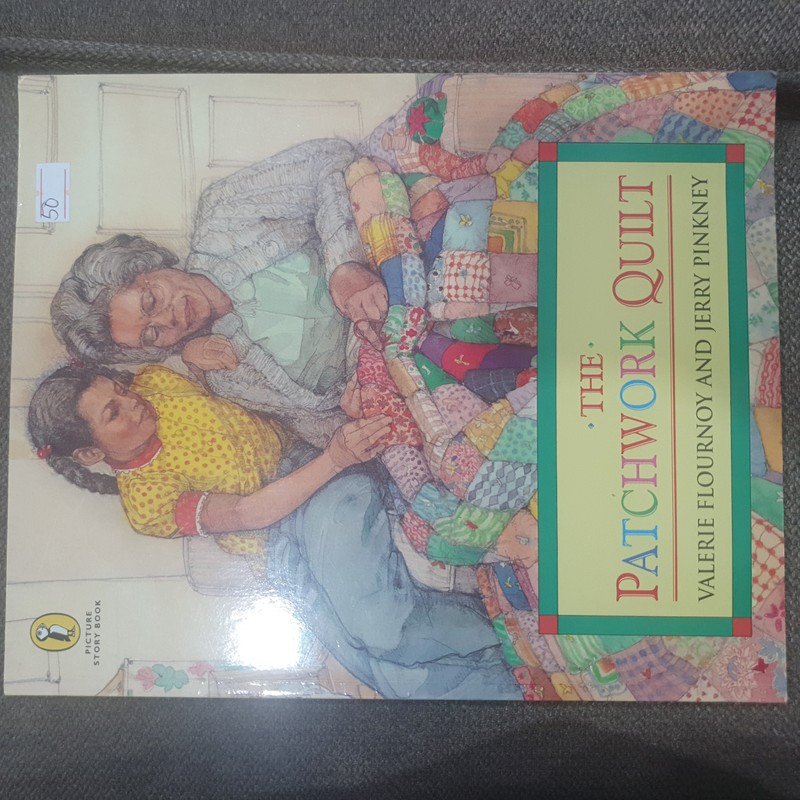 50
PICTURE
STORY BOOK
• THE •
PATCHWORK QUILT
VALERIE FLOURNOY AND JERRY PINKNEY